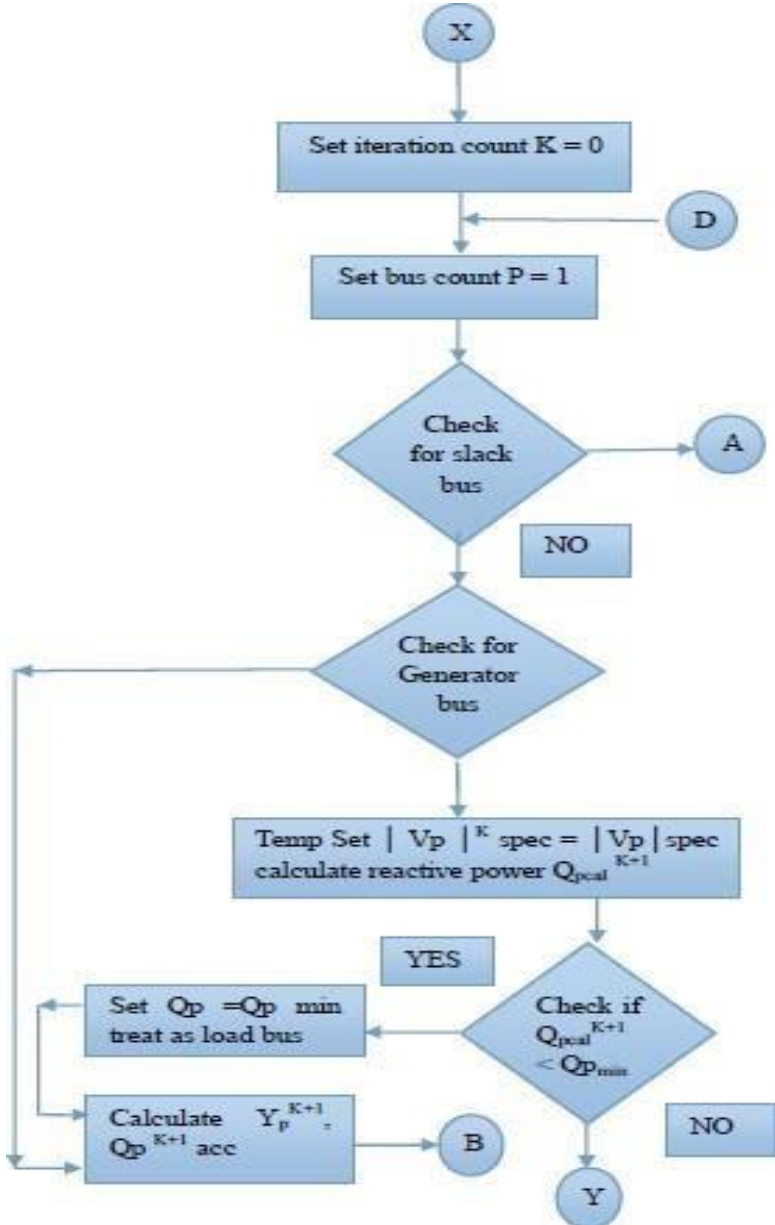 X
Set iteration count K = 0
D
Set bus count P = 1
Check
for slack
bus
A
NO
Check for
Generator
bus
Temp Set | Vp |ᴷ spec = |Vp| spec
calculate reactive power Qpcal ᴷ⁺¹
YES
Set Qp =Qp min
treat as load bus
Check if
Qpcalᴷ⁺¹
< Qpmin
Calculate Ypᴷ⁺¹,
Qp ᴷ⁺¹ acc
B
NO
Y